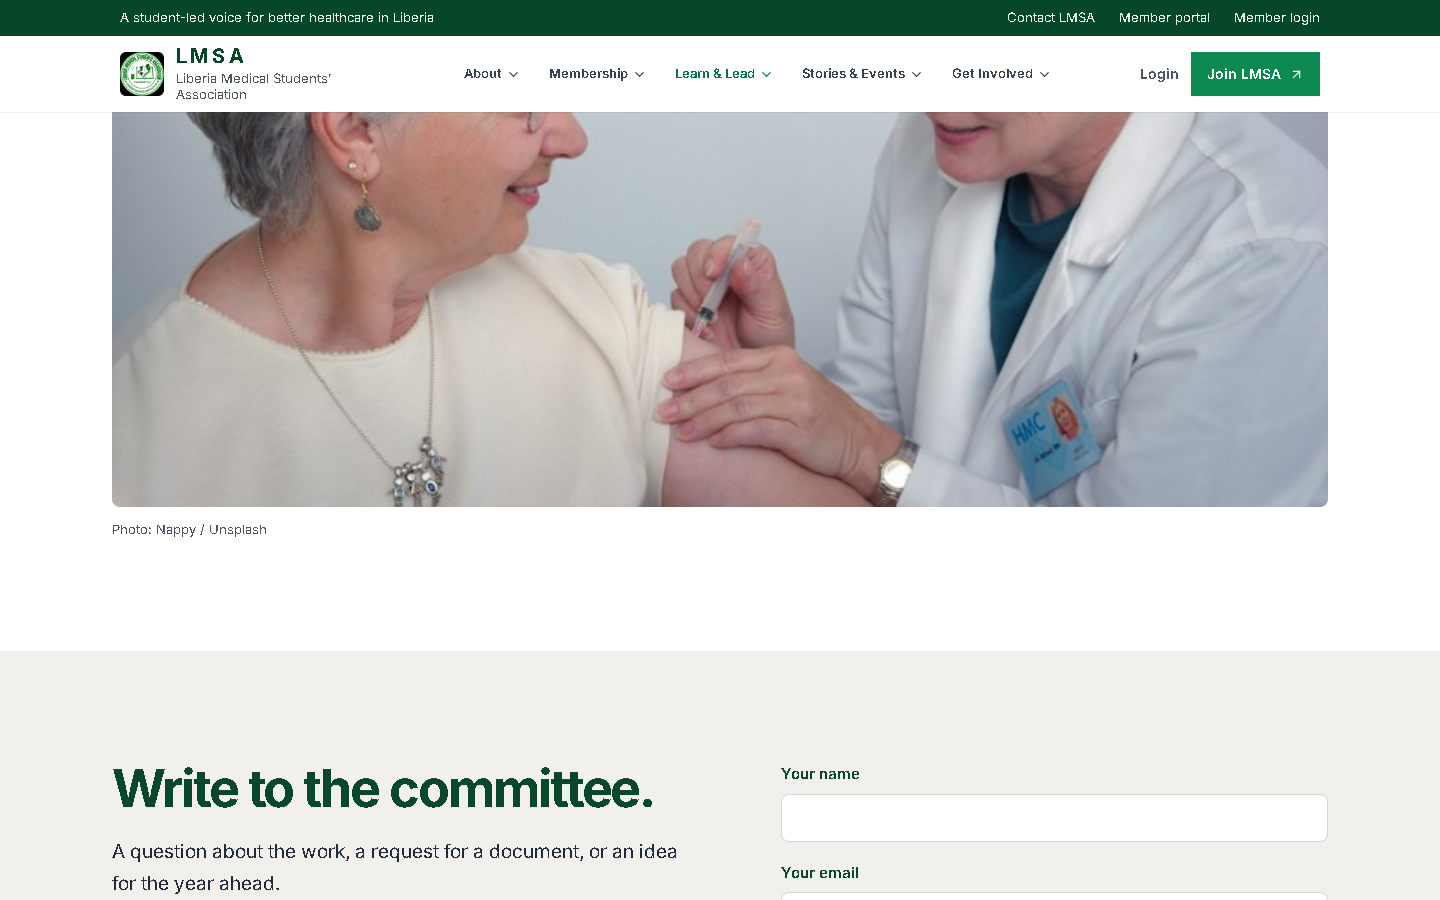 A student-led voice for better healthcare in Liberia
Contact LMSA Member portal Member login
LMSA
Liberia Medical Students'
Association
About Membership Learn & Lead Stories & Events Get Involved
Login Join LMSA
HMC
Photo: Nappy / Unsplash
Write to the committee.
A question about the work, a request for a document, or an idea
for the year ahead.
Your name
Your email